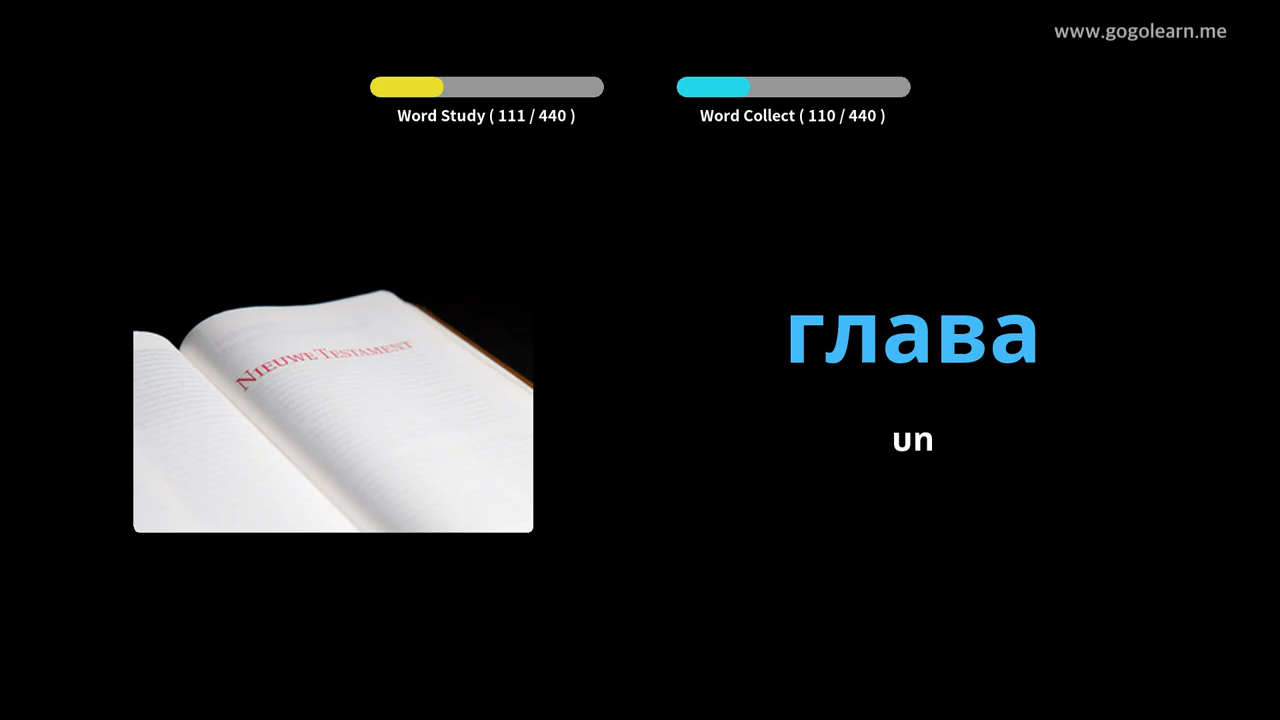 www.gogolearn.me
Word Study ( 111 / 440 )
Word Collect ( 110 / 440 )
NIEUWE TESTAMENT
глава
un